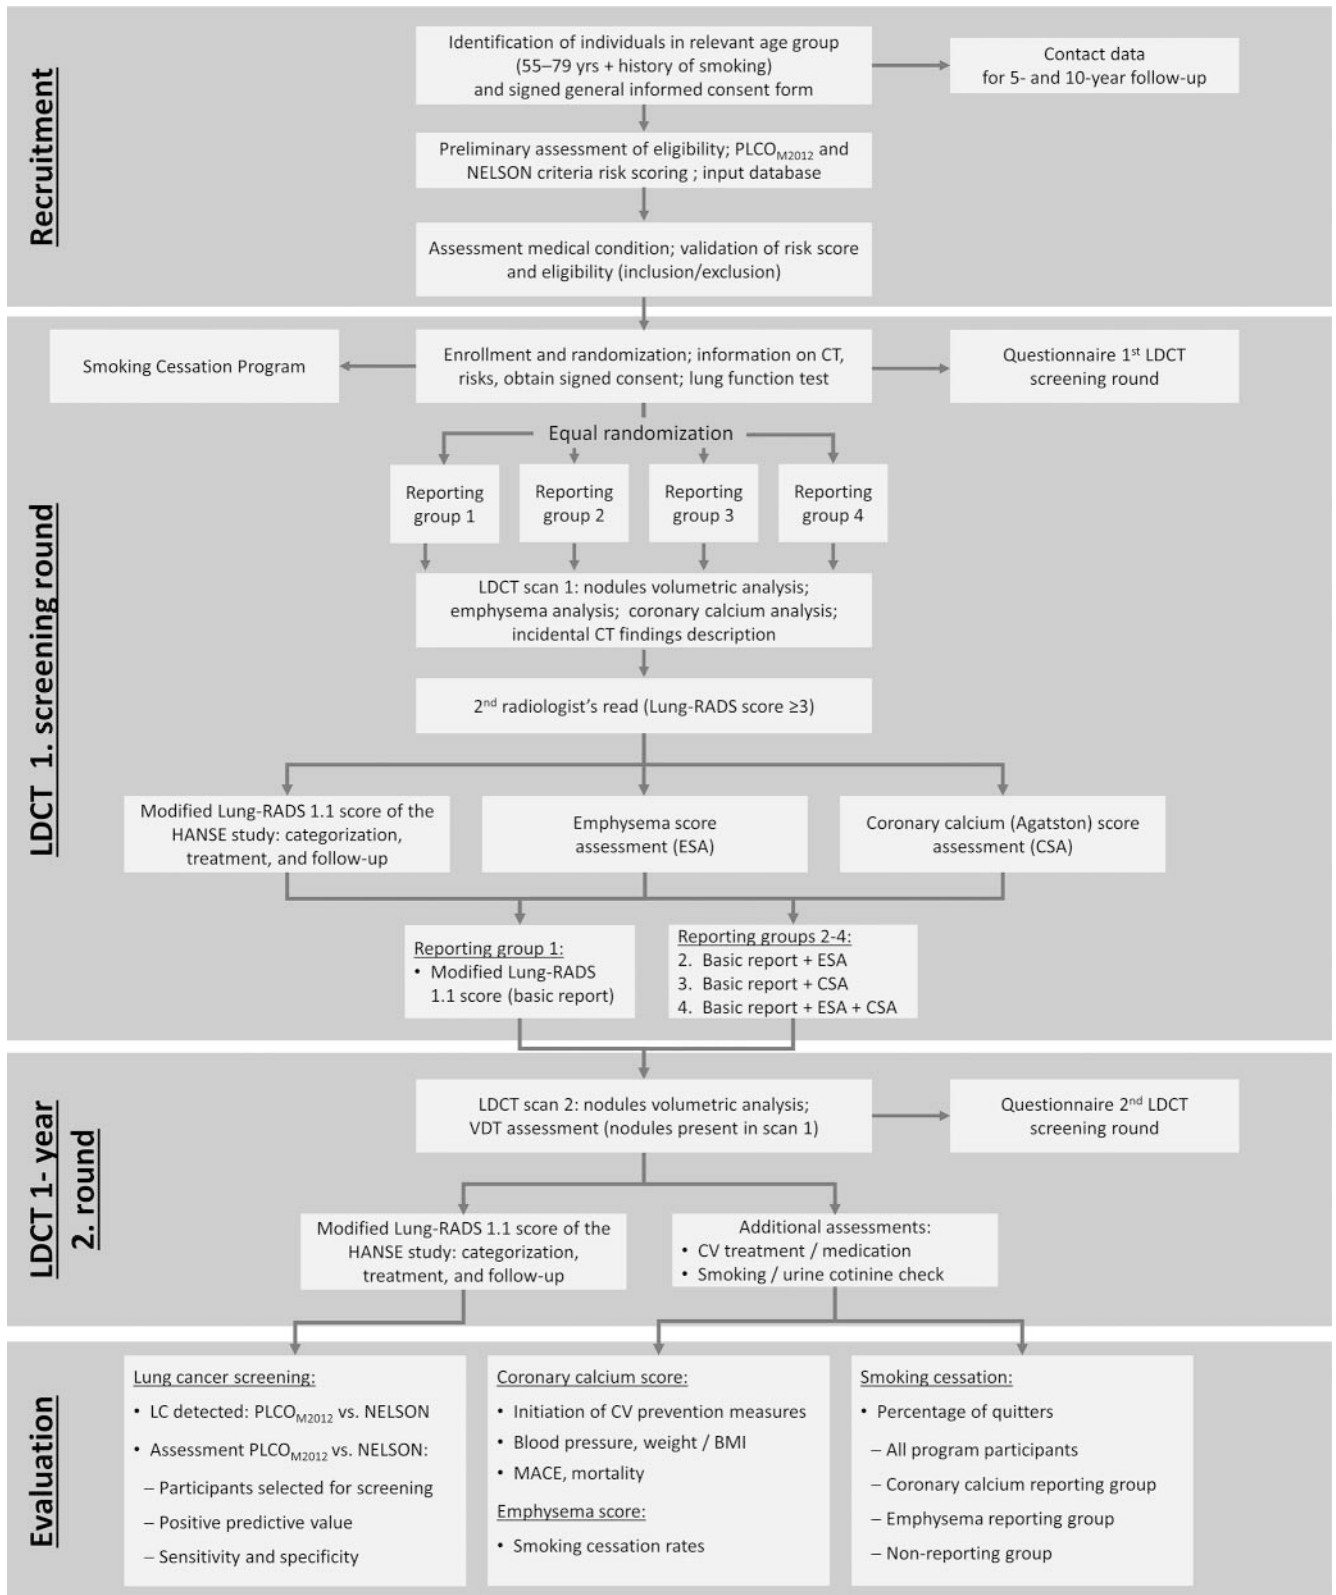 Recruitment
Identification of individuals in relevant age group
(55–79 yrs + history of smoking)
and signed general informed consent form
Contact data
for 5- and 10-year follow-up
Preliminary assessment of eligibility; PLCOM2012 and
NELSON criteria risk scoring ; input database
Assessment medical condition; validation of risk score
and eligibility (inclusion/exclusion)
LDCT 1. screening round
Smoking Cessation Program
Enrollment and randomization; information on CT,
risks, obtain signed consent; lung function test
Questionnaire 1st LDCT
screening round
Equal randomization
Reporting
group 1
Reporting
group 2
Reporting
group 3
Reporting
group 4
LDCT scan 1: nodules volumetric analysis;
emphysema analysis; coronary calcium analysis;
incidental CT findings description
2nd radiologist's read (Lung-RADS score ≥3)
Modified Lung-RADS 1.1 score of the
HANSE study: categorization,
treatment, and follow-up
Emphysema score
assessment (ESA)
Coronary calcium (Agatston) score
assessment (CSA)
Reporting group 1:
• Modified Lung-RADS
1.1 score (basic report)
Reporting groups 2-4:
2. Basic report + ESA
3. Basic report + CSA
4. Basic report + ESA + CSA
LDCT 1- year
2. round
LDCT scan 2: nodules volumetric analysis;
VDT assessment (nodules present in scan 1)
Questionnaire 2nd LDCT
screening round
Modified Lung-RADS 1.1 score of the
HANSE study: categorization,
treatment, and follow-up
Additional assessments:
• CV treatment / medication
• Smoking / urine cotinine check
Evaluation
Lung cancer screening:
• LC detected: PLCOM2012 vs. NELSON
• Assessment PLCOM2012 vs. NELSON:
– Participants selected for screening
– Positive predictive value
– Sensitivity and specificity
Coronary calcium score:
• Initiation of CV prevention measures
• Blood pressure, weight / BMI
• MACE, mortality
Emphysema score:
• Smoking cessation rates
Smoking cessation:
• Percentage of quitters
– All program participants
– Coronary calcium reporting group
– Emphysema reporting group
– Non-reporting group